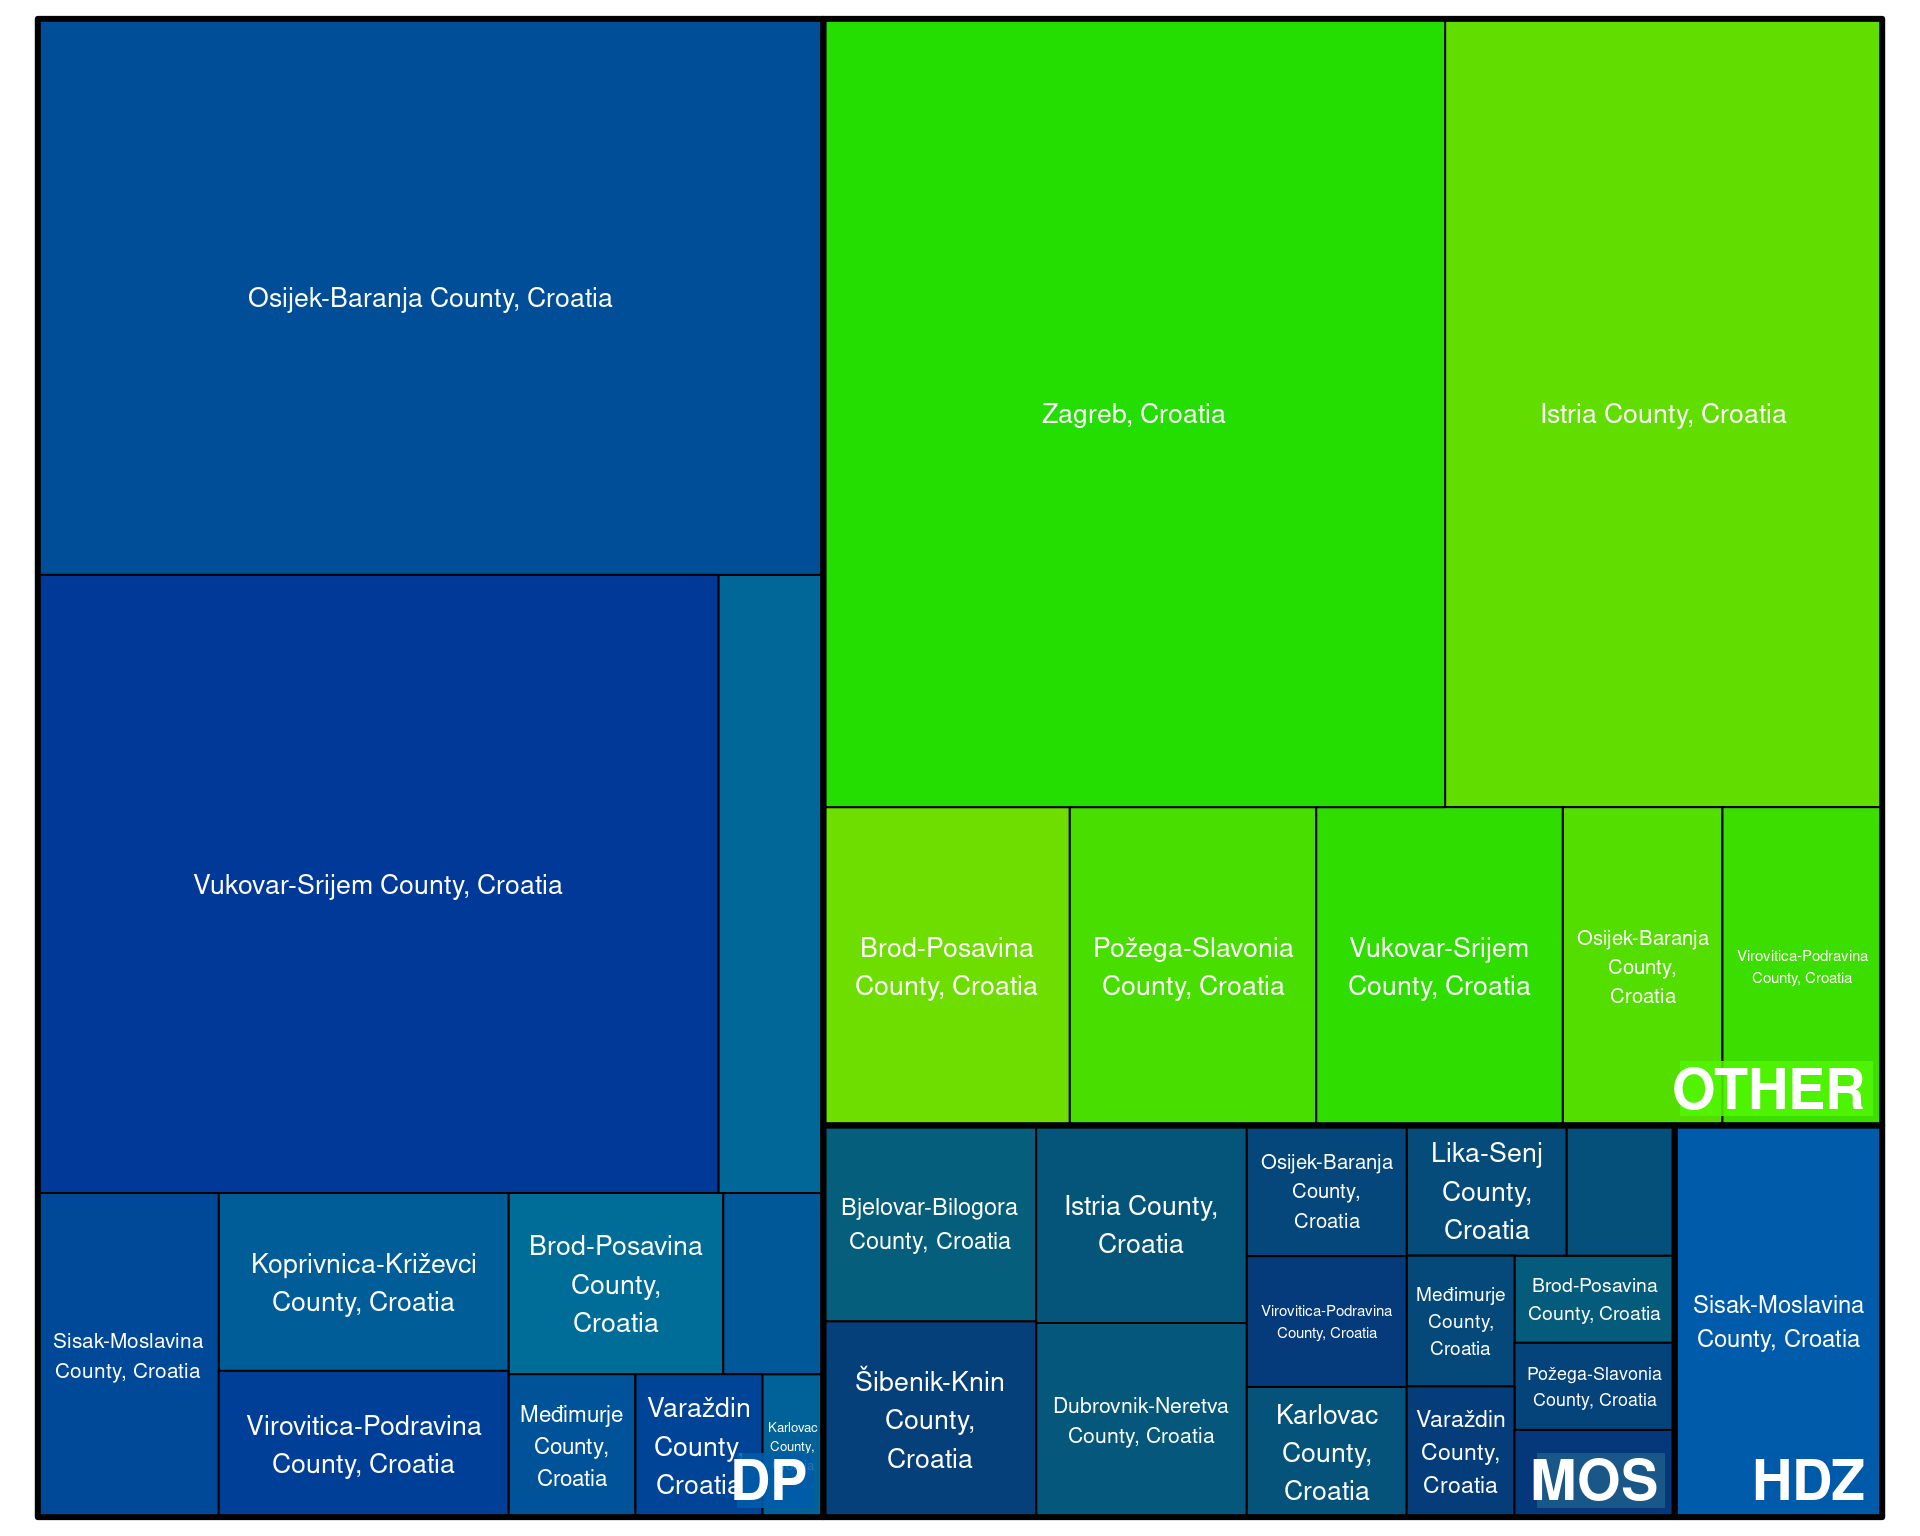 Osijek-Baranja County, Croatia
Vukovar-Srijem County, Croatia
Sisak-Moslavina
County, Croatia
Koprivnica-Križevci
County, Croatia
Virovitica-Podravina
County, Croatia
Brod-Posavina
County,
Croatia
Međimurje
County,
Croatia
Varaždin
County,
Croatia
Karlovac
County,
DP
Zagreb, Croatia
Istria County, Croatia
Brod-Posavina
County, Croatia
Požega-Slavonia
County, Croatia
Vukovar-Srijem
County, Croatia
Osijek-Baranja
County,
Croatia
Virovitica-Podravina
County, Croatia
OTHER
Bjelovar-Bilogora
County, Croatia
Šibenik-Knin
County,
Croatia
Istria County,
Croatia
Dubrovnik-Neretva
County, Croatia
Osijek-Baranja
County,
Croatia
Virovitica-Podravina
County, Croatia
Karlovac
County,
Croatia
Lika-Senj
County,
Croatia
Međimurje
County,
Croatia
Varaždin
County,
Croatia
Brod-Posavina
County, Croatia
Požega-Slavonia
County, Croatia
MOS
Sisak-Moslavina
County, Croatia
HDZ